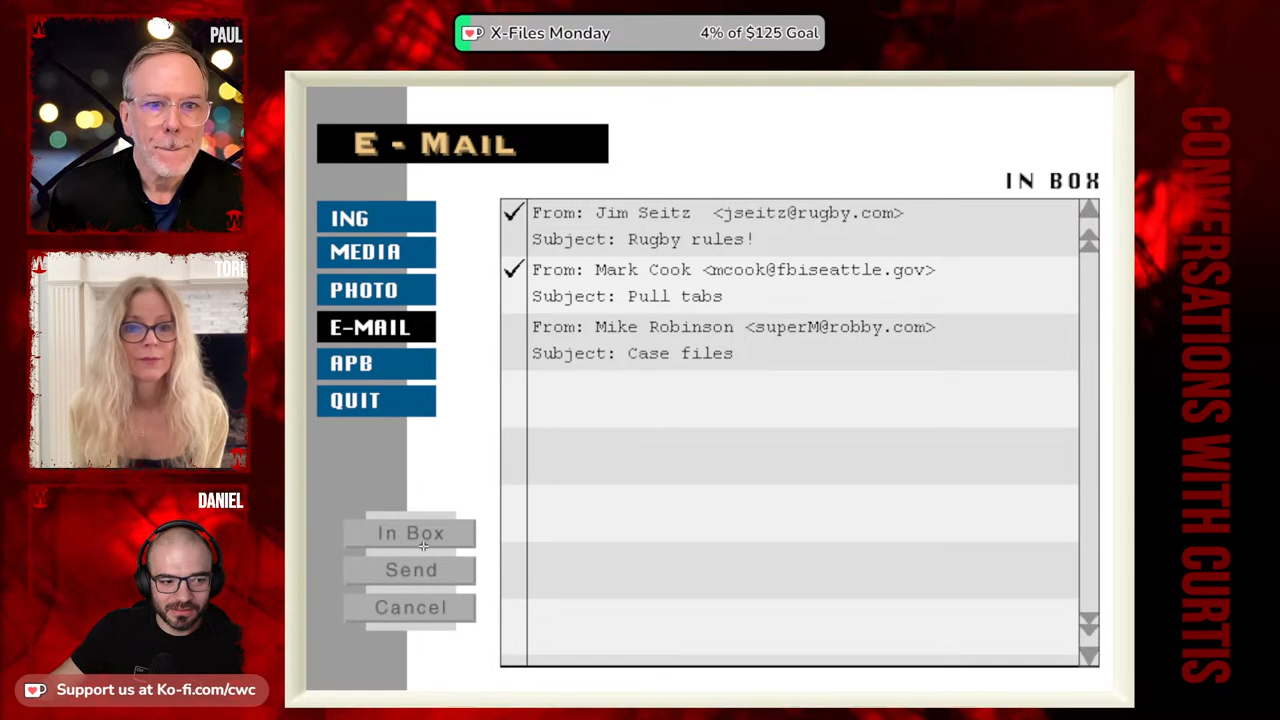 PAUL
X-Files Monday
4% of $125 Goal
E - MAIL
IN BOX
ING
MEDIA
PHOTO
E-MAIL
APB
QUIT
From: Jim Seitz <jseitz@rugby.com>
Subject: Rugby rules!
From: Mark Cook <mcook@fbiseattle.gov>
Subject: Pull tabs
From: Mike Robinson <superM@robby.com>
Subject: Case files
In Box
Send
Cancel
TORI
DANIEL
Support us at Ko-fi.com/cwc
CONVERSATIONS WITH CURTIS